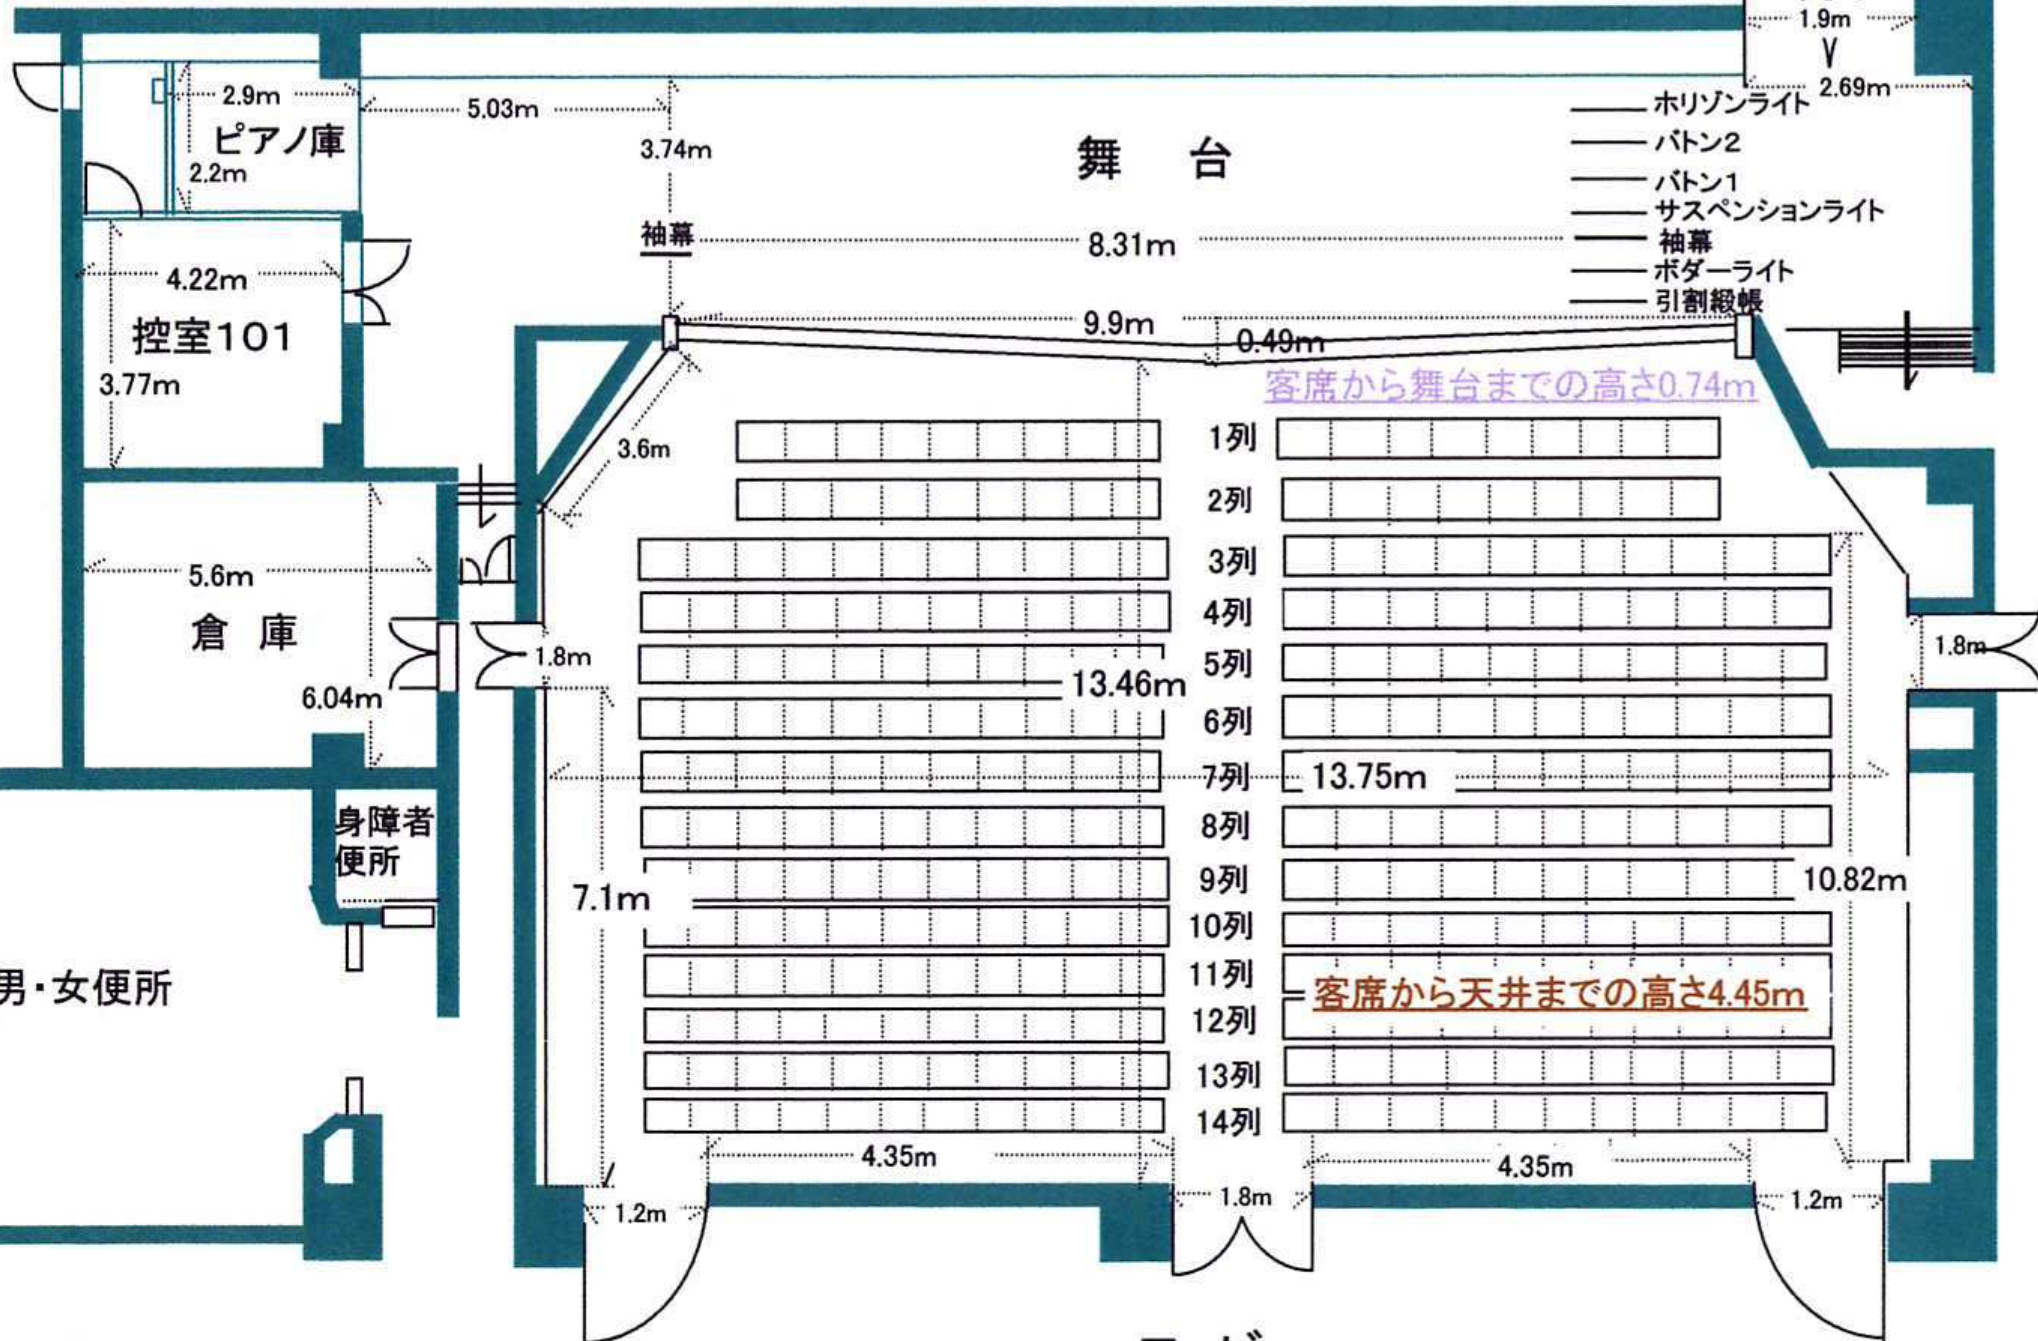 1.9m
2.69m
2.9m
ピアノ庫
2.2m
5.03m
3.74m
舞 台
ホリゾンライト
バトン2
バトン1
サスペンションライト
袖幕
ボダーライト
引割緞帳
袖幕
8.31m
4.22m
控室101
3.77m
9.9m
0.49m
客席から舞台までの高さ0.74m
3.6m
1列
2列
3列
4列
5列
6列
7列
8列
9列
10列
11列
12列
13列
14列
5.6m
倉 庫
6.04m
1.8m
13.46m
1.8m
13.75m
身障者
便所
7.1m
10.82m
男・女便所
客席から天井までの高さ4.45m
4.35m
4.35m
1.2m
1.8m
1.2m